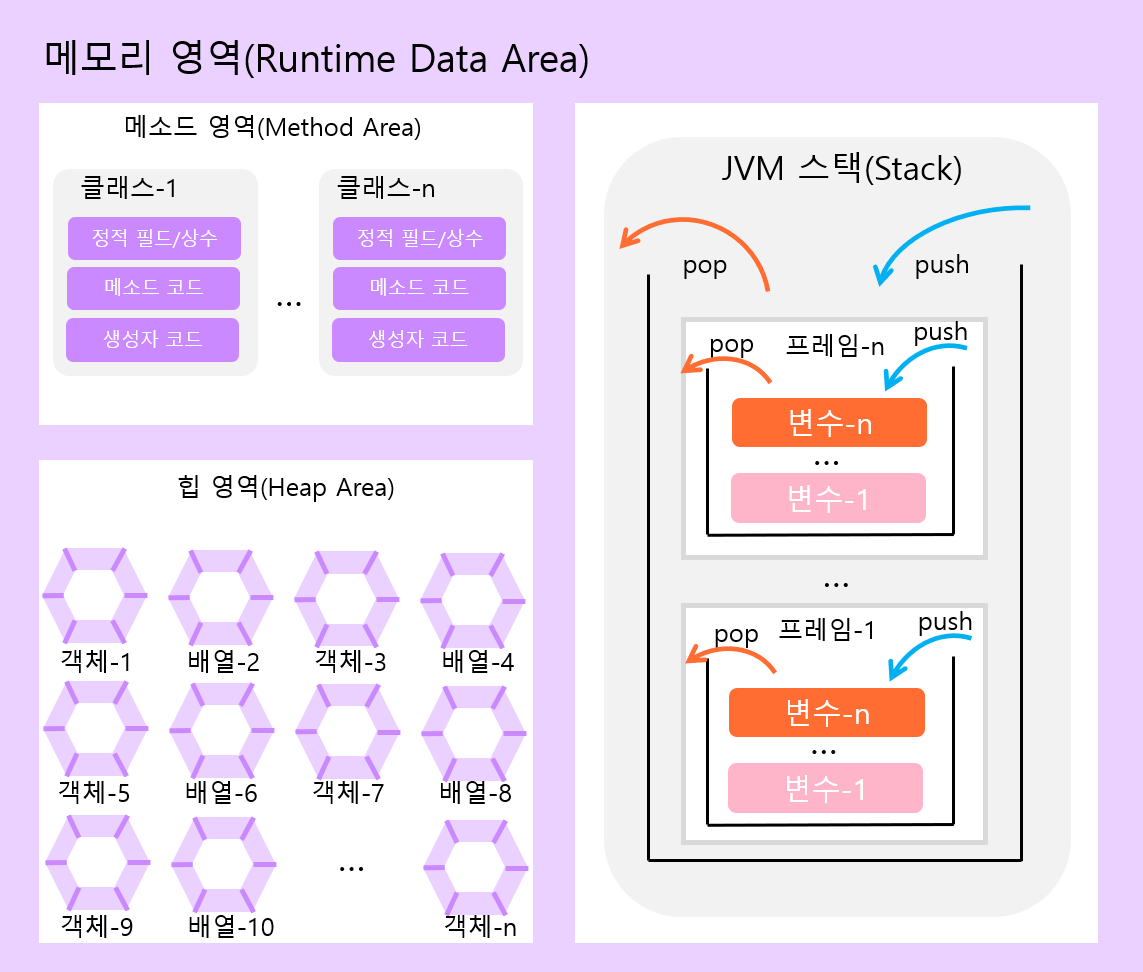 메모리 영역(Runtime Data Area)
메소드 영역(Method Area)
클래스-1
정적 필드/상수
메소드 코드
생성자 코드
...
클래스-n
정적 필드/상수
메소드 코드
생성자 코드
힙 영역(Heap Area)
객체-1 배열-2 객체-3 배열-4
객체-5 배열-6 객체-7 배열-8
...
객체-9 배열-10 객체-n
JVM 스택(Stack)
pop push
pop 프레임-n push
변수-n
...
변수-1
...
pop 프레임-1 push
변수-n
...
변수-1